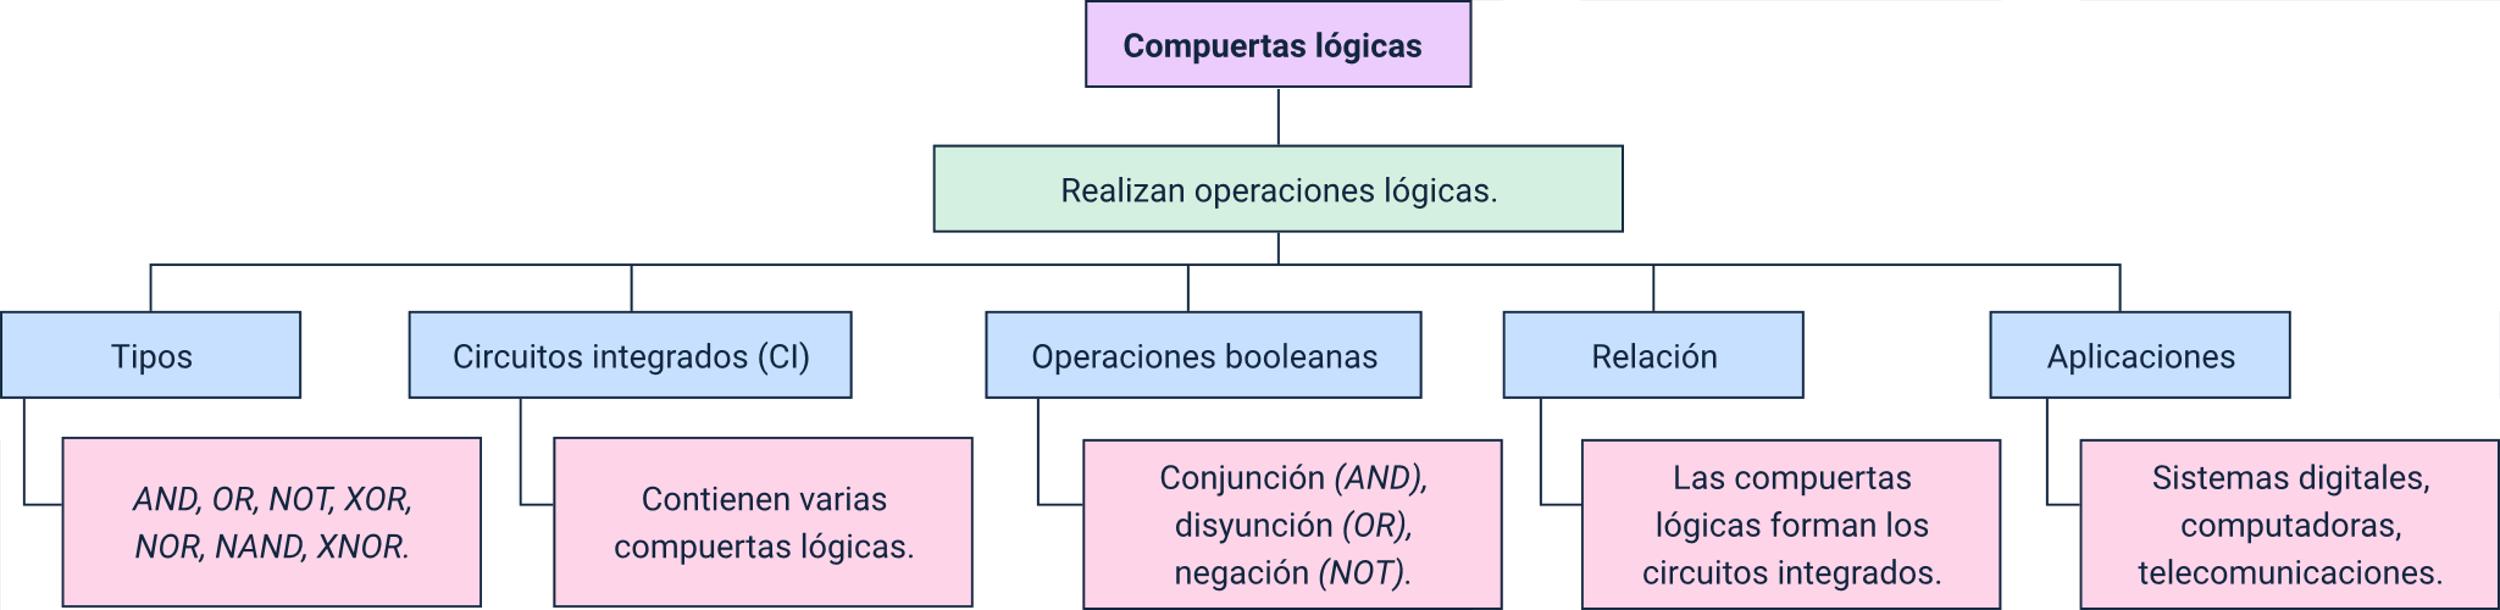 Compuertas lógicas
Realizan operaciones lógicas.
Tipos
Circuitos integrados (CI)
Operaciones booleanas
Relación
Aplicaciones
AND, OR, NOT, XOR,
NOR, NAND, XNOR.
Contienen varias
compuertas lógicas.
Conjunción (AND),
disyunción (OR),
negación (NOT).
Las compuertas
lógicas forman los
circuitos integrados.
Sistemas digitales,
computadoras,
telecomunicaciones.